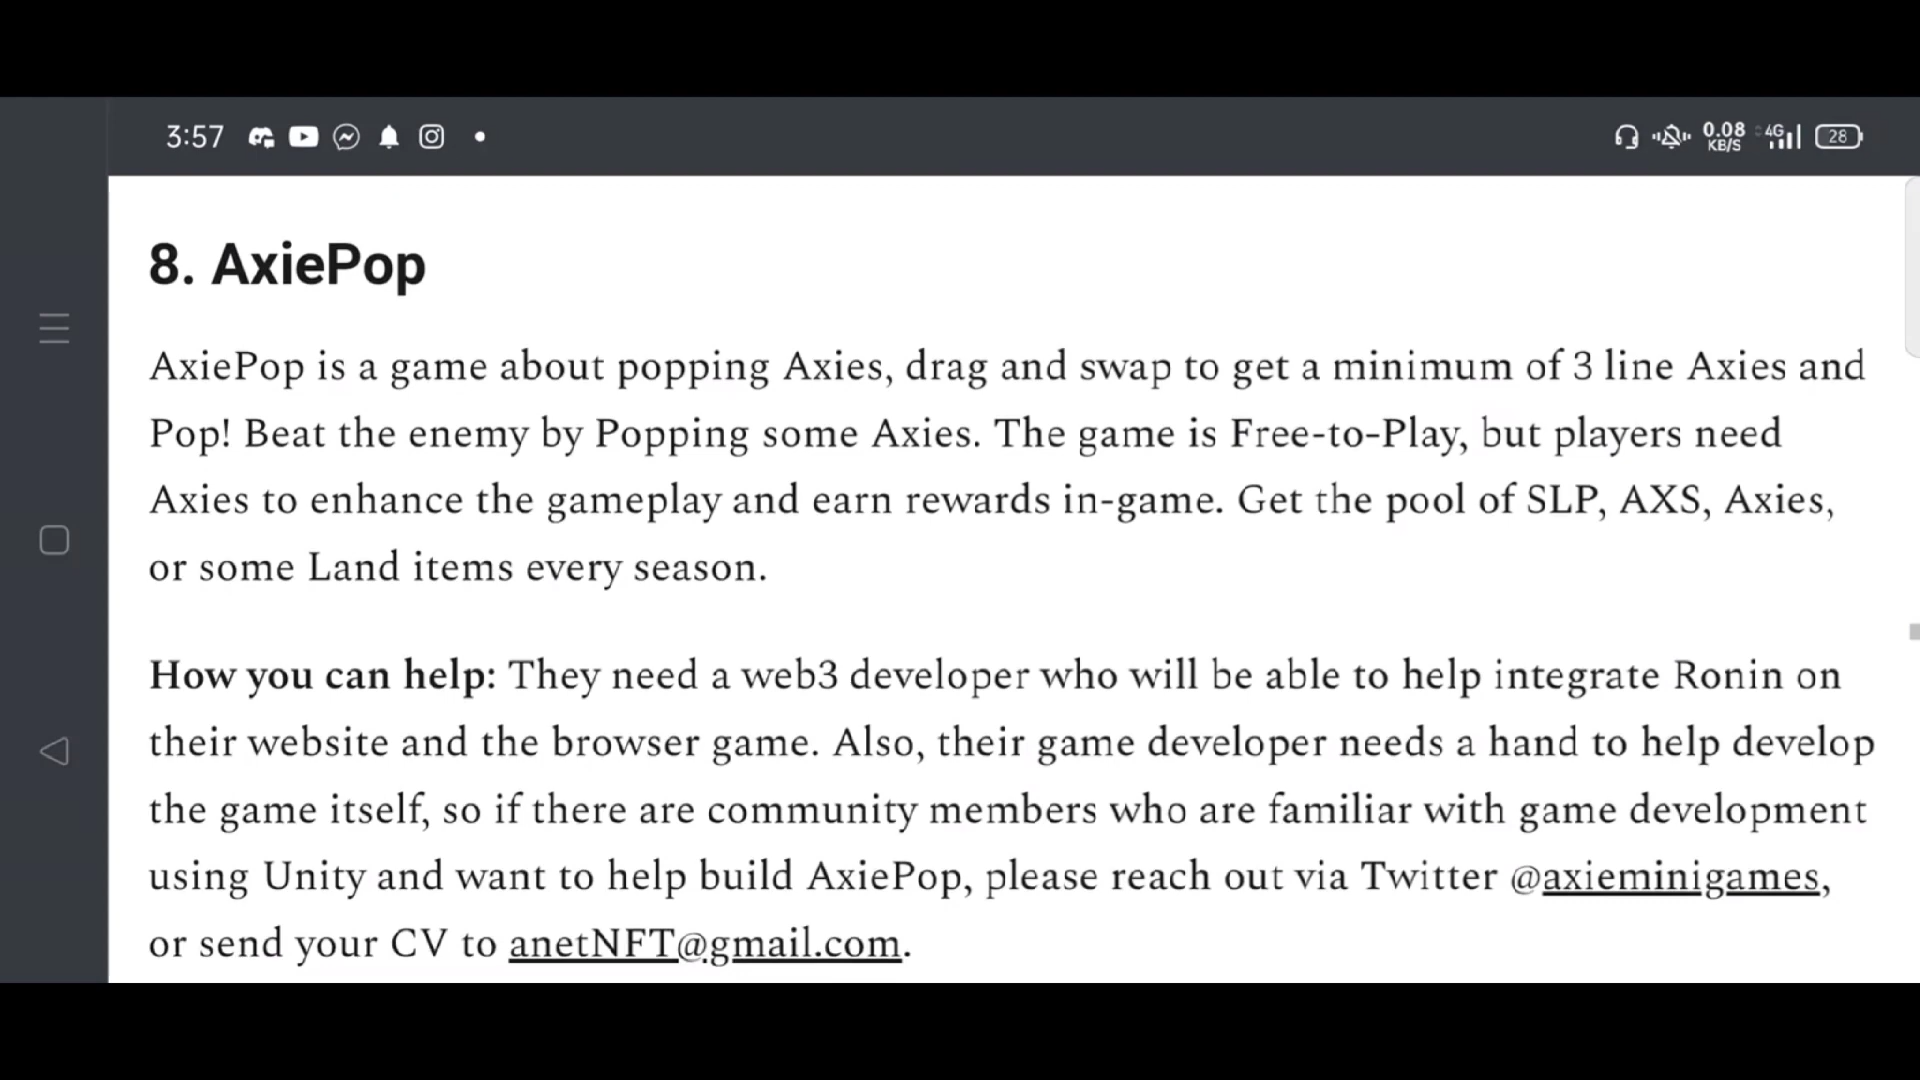 3:57
0.08
KB/S
4G
28
8. AxiePop
AxiePop is a game about popping Axies, drag and swap to get a minimum of 3 line Axies and
Pop! Beat the enemy by Popping some Axies. The game is Free-to-Play, but players need
Axies to enhance the gameplay and earn rewards in-game. Get the pool of SLP, AXS, Axies,
or some Land items every season.
How you can help: They need a web3 developer who will be able to help integrate Ronin on
their website and the browser game. Also, their game developer needs a hand to help develop
the game itself, so if there are community members who are familiar with game development
using Unity and want to help build AxiePop, please reach out via Twitter @axieminigames,
or send your CV to anetNFT@gmail.com.